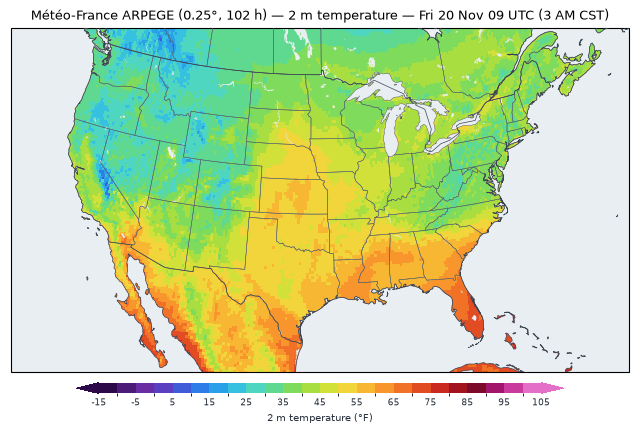 Météo-France ARPEGE (0.25°, 102 h) — 2 m temperature — Fri 20 Nov 09 UTC (3 AM CST)
-15 -5 5 15 25 35 45 55 65 75 85 95 105
2 m temperature (°F)